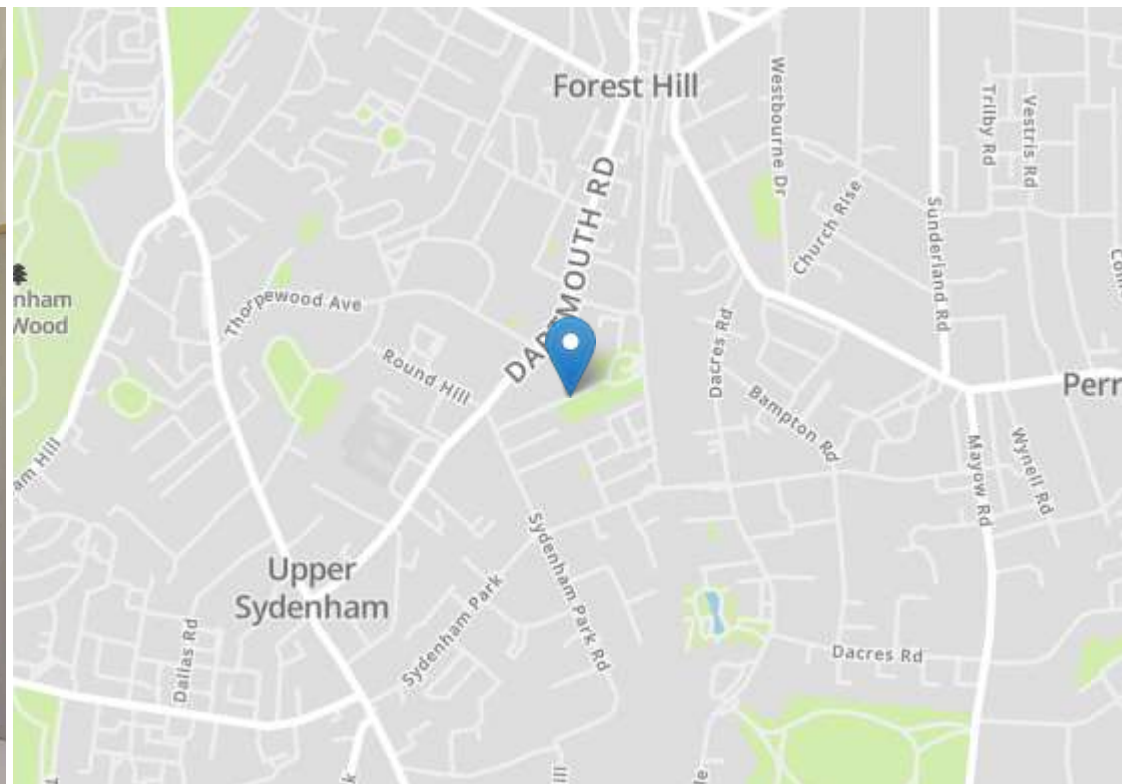 Forest Hill
Westbourne Dr
Trilby Rd
Vestris Rd
DARTMOUTH RD
Church Rise
Sunderland Rd
nham
Wood
Thorpewood Ave
Round Hill
Dacres Rd
Bampton Rd
Perr
am Hill
Mayow Rd
Wynell Rd
Upper
Sydenham
Sydenham Park
Sydenham Park Rd
Dallas Rd
Dacres Rd